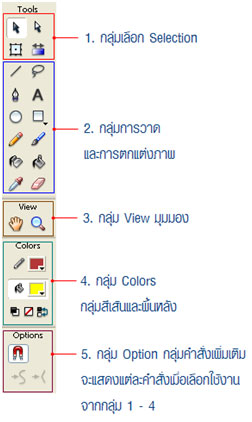 Tools
1. กลุ่มเลือก Selection
A
2. กลุ่มการวาด
และการตกแต่งภาพ
View
3. กลุ่ม View มุมมอง
Colors
4. กลุ่ม Colors
กลุ่มสีเส้นและพื้นหลัง
Options
5. กลุ่ม Option กลุ่มคำสั่งเพิ่มเติม
จะแสดงแต่ละคำสั่งเมื่อเลือกใช้งาน
จากกลุ่ม 1 - 4